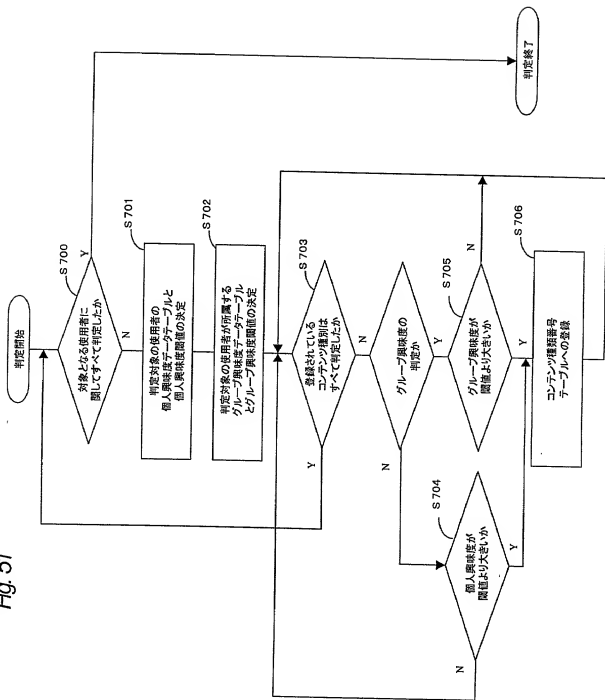 Fig. 51
判定開始
S700
対象となる使用者に
関してすべて判定したか
Y
N
S701
判定対象の使用者の
個人興味度データテーブルと
個人興味度閾値の決定
S702
判定対象の使用者が所属する
グループ興味度データテーブル
とグループ興味度閾値の決定
S703
登録されている
コンテンツ種別は
すべて判定したか
Y
N
グループ興味度の
判定か
N
Y
S704
個人興味度が
閾値より大きいか
N
Y
S705
グループ興味度が
閾値より大きいか
N
Y
S706
コンテンツ種類番号
テーブルへの登録
判定終了